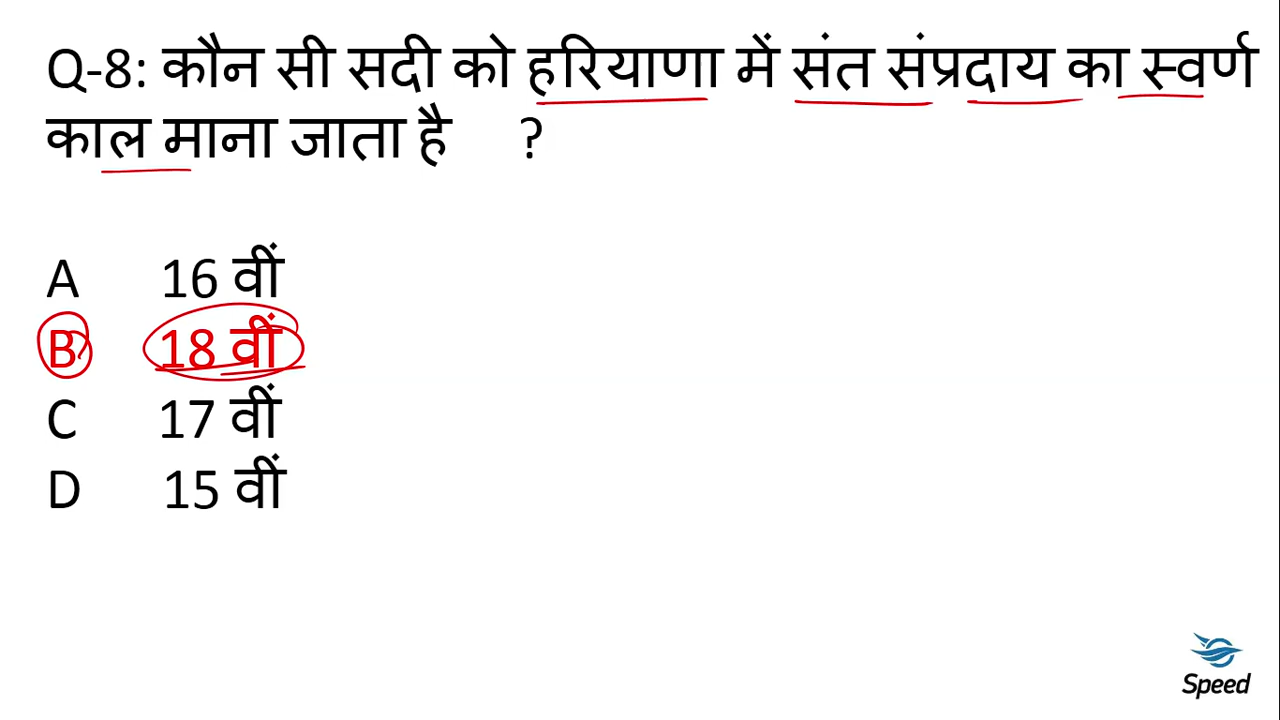 Q-8: कौन सी सदी को हरियाणा में संत संप्रदाय का स्वर्ण
काल माना जाता है ?
A 16 वीं
B 18 वीं
C 17 वीं
D 15 वीं
Speed